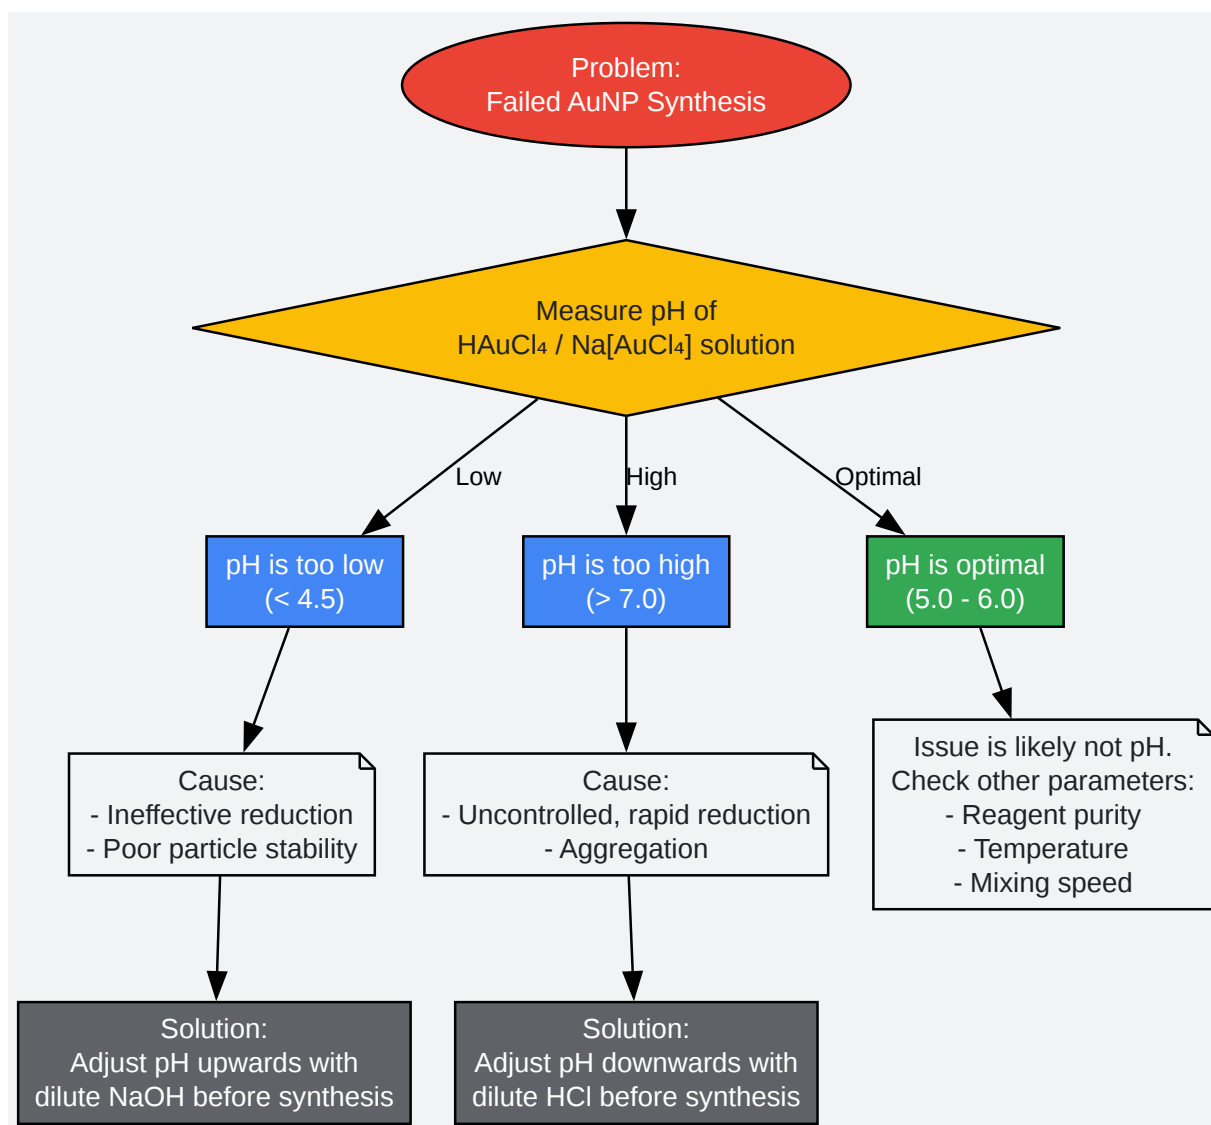 Problem:
Failed AuNP Synthesis
Measure pH of
HAuCl₄ / Na[AuCl₄] solution
Low
High
Optimal
pH is too low
(< 4.5)
pH is too high
(> 7.0)
pH is optimal
(5.0 - 6.0)
Cause:
- Ineffective reduction
- Poor particle stability
Cause:
- Uncontrolled, rapid reduction
- Aggregation
Issue is likely not pH.
Check other parameters:
- Reagent purity
- Temperature
- Mixing speed
Solution:
Adjust pH upwards with
dilute NaOH before synthesis
Solution:
Adjust pH downwards with
dilute HCl before synthesis